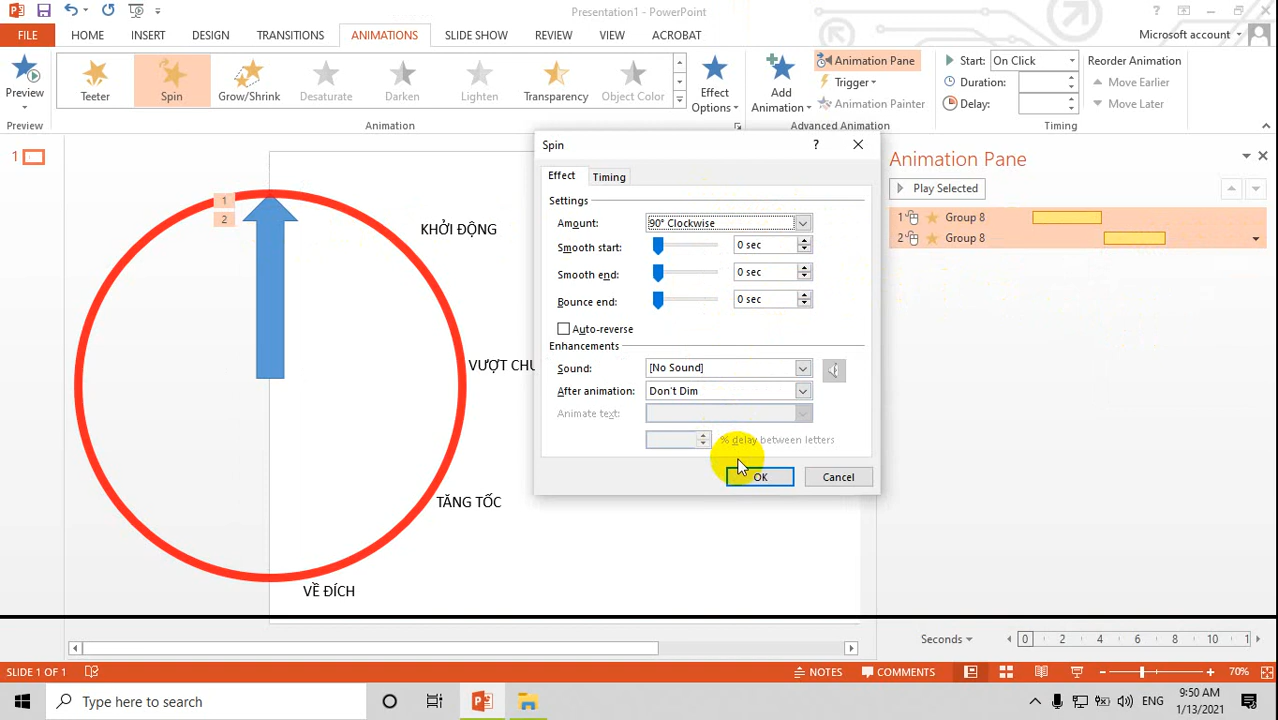 Presentation1 - PowerPoint
?
FILE HOME INSERT DESIGN TRANSITIONS ANIMATIONS SLIDE SHOW REVIEW VIEW ACROBAT Microsoft account
Preview
Teeter Spin Grow/Shrink Desaturate Darken Lighten Transparency Object Color
Effect Options
Add Animation
Animation Pane
Trigger
Animation Painter
Start: On Click
Duration:
Delay:
Reorder Animation
Move Earlier
Move Later
Preview Animation Advanced Animation Timing
1
1
2
KHỞI ĐỘNG
VƯỢT CHƯ
TĂNG TỐC
VỀ ĐÍCH
Spin ?
Effect Timing
Settings
Amount: 90° Clockwise
Smooth start: 0 sec
Smooth end: 0 sec
Bounce end: 0 sec
Auto-reverse
Enhancements
Sound: [No Sound]
After animation: Don't Dim
Animate text:
% delay between letters
OK Cancel
Animation Pane
Play Selected
1 Group 8
2 Group 8
Seconds 0 2 4 6 8 10 1
SLIDE 1 OF 1 NOTES COMMENTS 70%
Type here to search
ENG
9:50 AM
1/13/2021